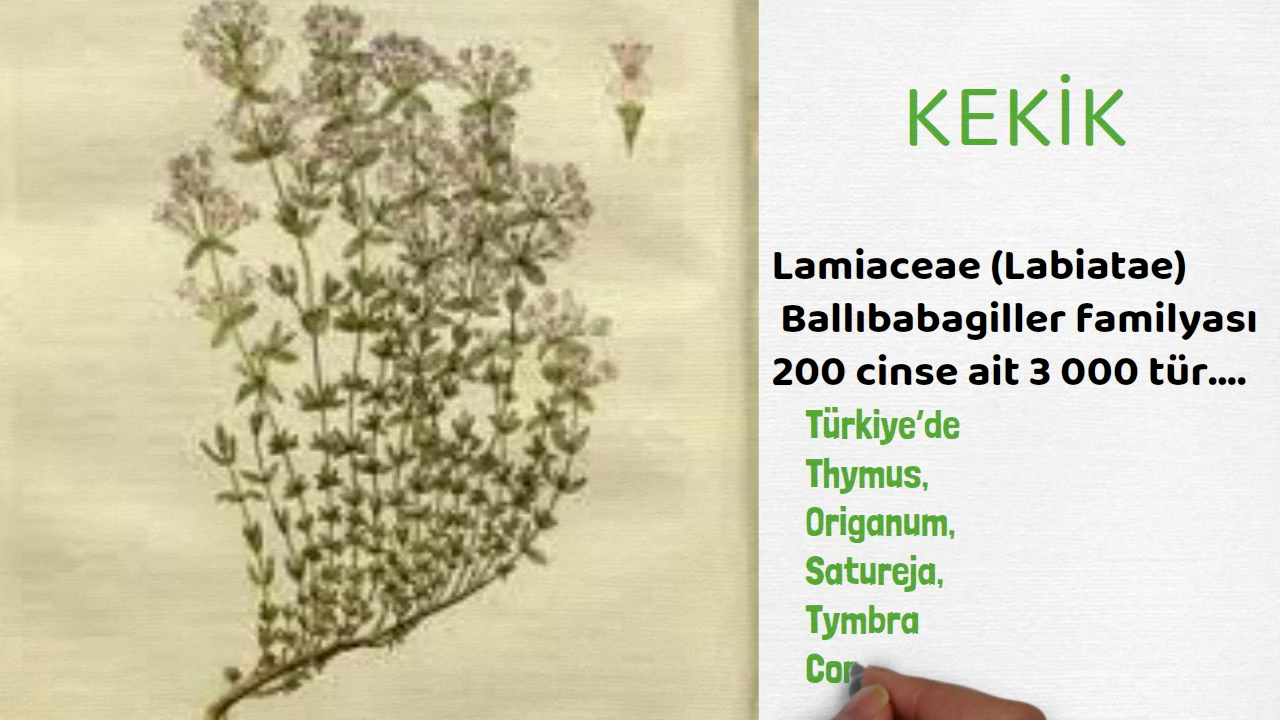 KEKİK
Lamiaceae (Labiatae)
Ballıbabagiller familyası
200 cinse ait 3 000 tür....
Türkiye'de
Thymus,
Origanum,
Satureja,
Tymbra